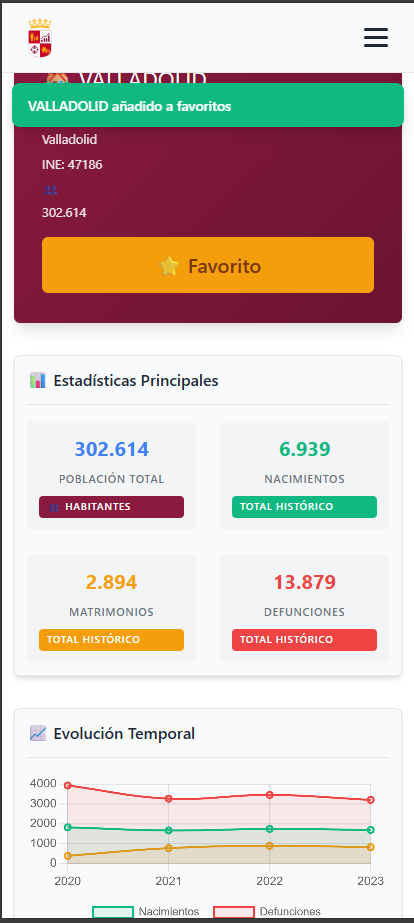 VALLADOLID
VALLADOLID añadido a favoritos
Valladolid
INE: 47186
302.614
Favorito
Estadísticas Principales
302.614
POBLACIÓN TOTAL
HABITANTES
6.939
NACIMIENTOS
TOTAL HISTÓRICO
2.894
MATRIMONIOS
TOTAL HISTÓRICO
13.879
DEFUNCIONES
TOTAL HISTÓRICO
Evolución Temporal
4000
3000
2000
1000
0
2020 2021 2022 2023
Nacimientos Defunciones